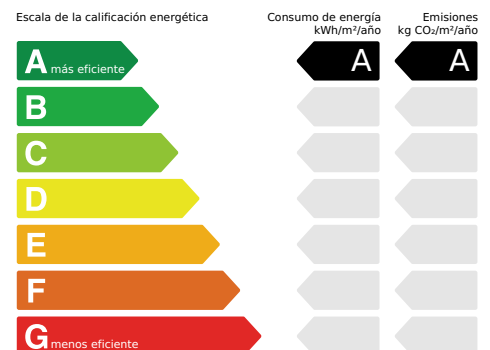 Escala de la calificación energética
Consumo de energía
kWh/m²/año
Emisiones
kg CO₂/m²/año
A más eficiente
A
A
B
C
D
E
F
G menos eficiente